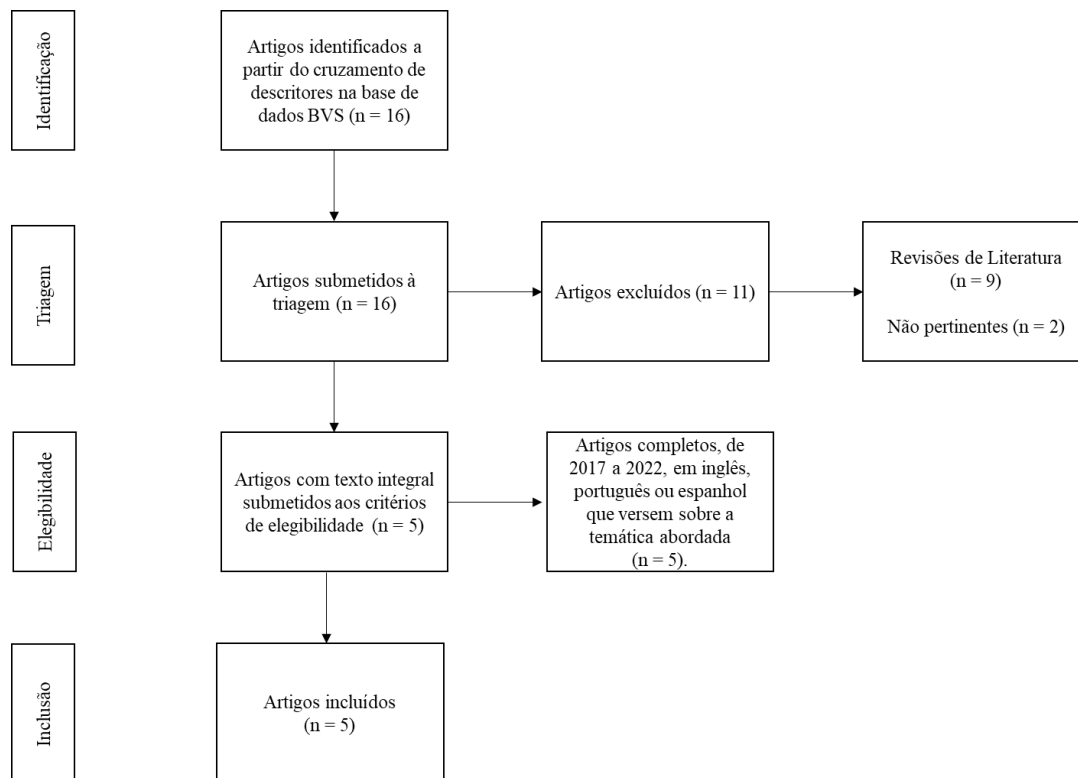 Identificação
Artigos identificados a
partir do cruzamento de
descritores na base de
dados BVS (n = 16)
Triagem
Artigos submetidos à
triagem (n = 16)
Artigos excluídos (n = 11)
Revisões de Literatura
(n = 9)
Não pertinentes (n = 2)
Elegibilidade
Artigos com texto integral
submetidos aos critérios
de elegibilidade (n = 5)
Artigos completos, de
2017 a 2022, em inglês,
português ou espanhol
que versem sobre a
temática abordada
(n = 5).
Inclusão
Artigos incluídos
(n = 5)